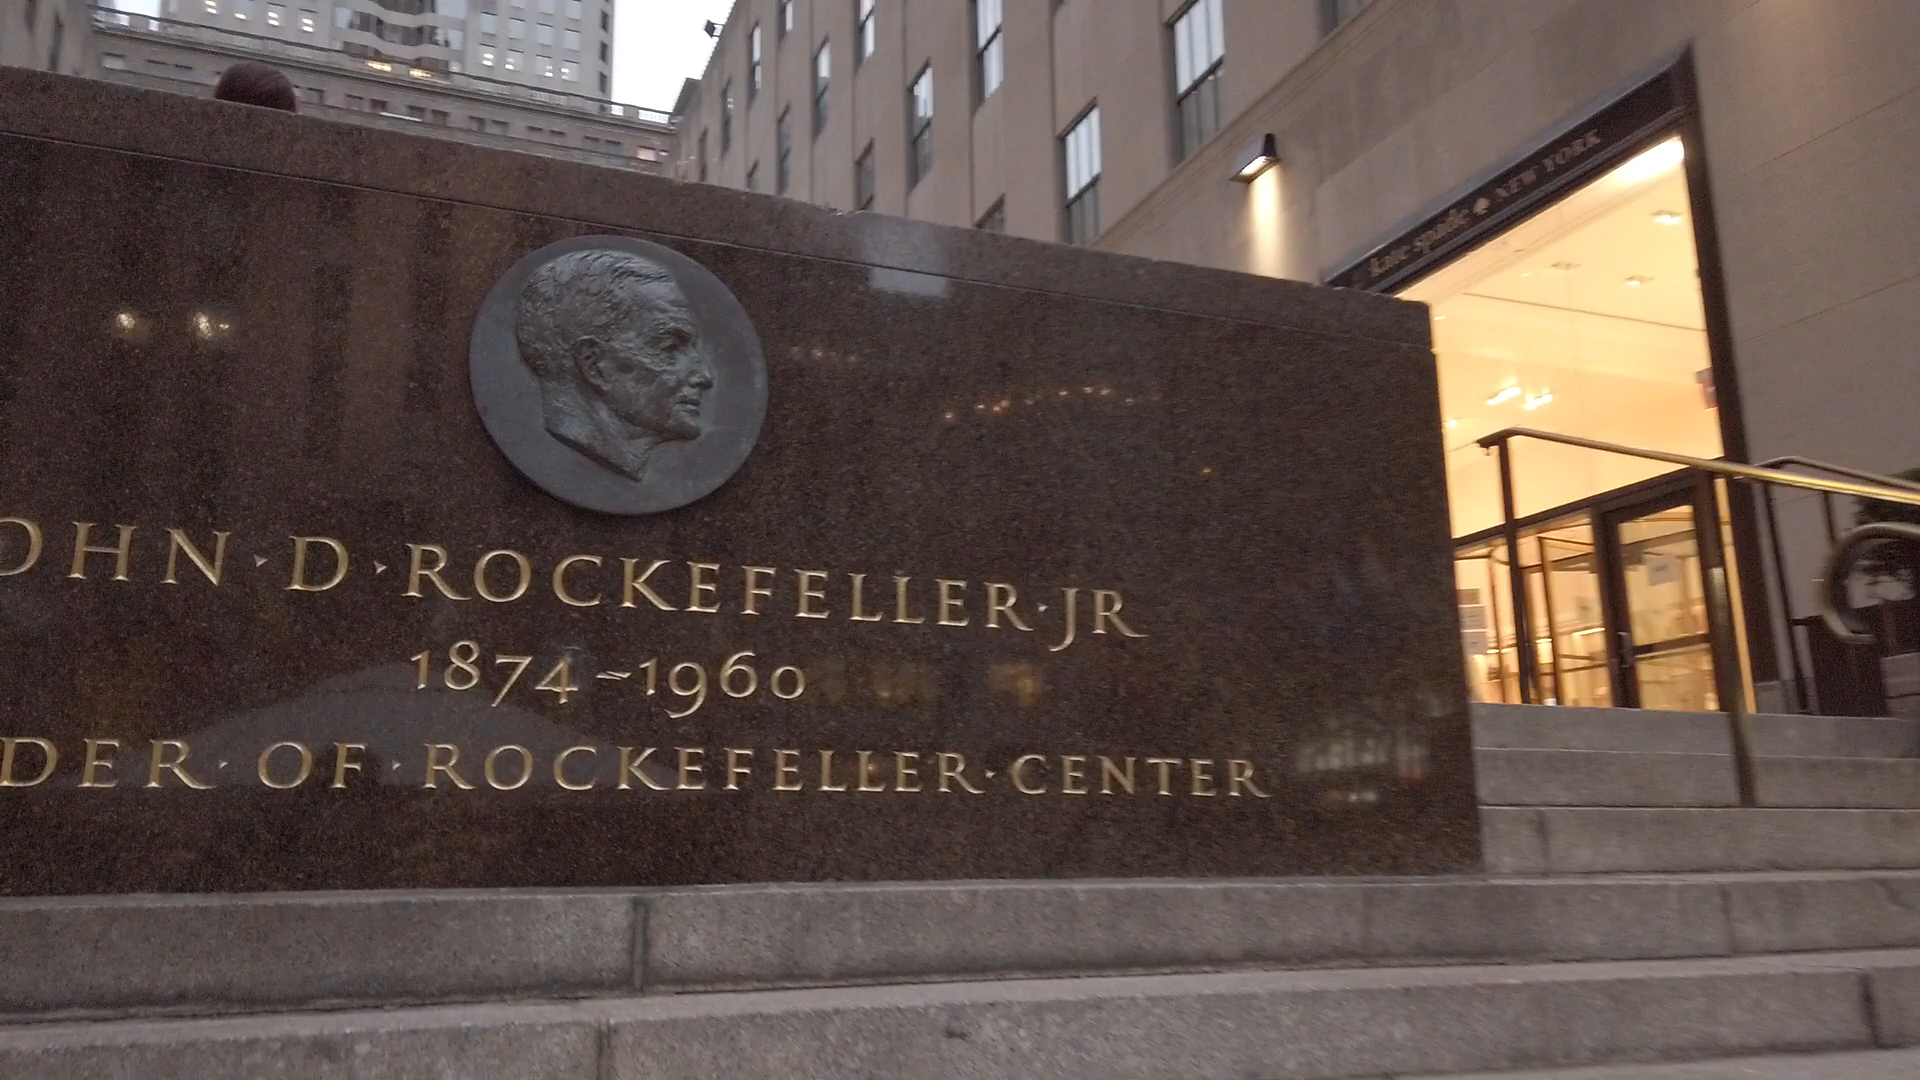 OHN · D · ROCKEFELLER · JR
1874-1960
DER · OF · ROCKEFELLER · CENTER
kate spade ♠ NEW YORK